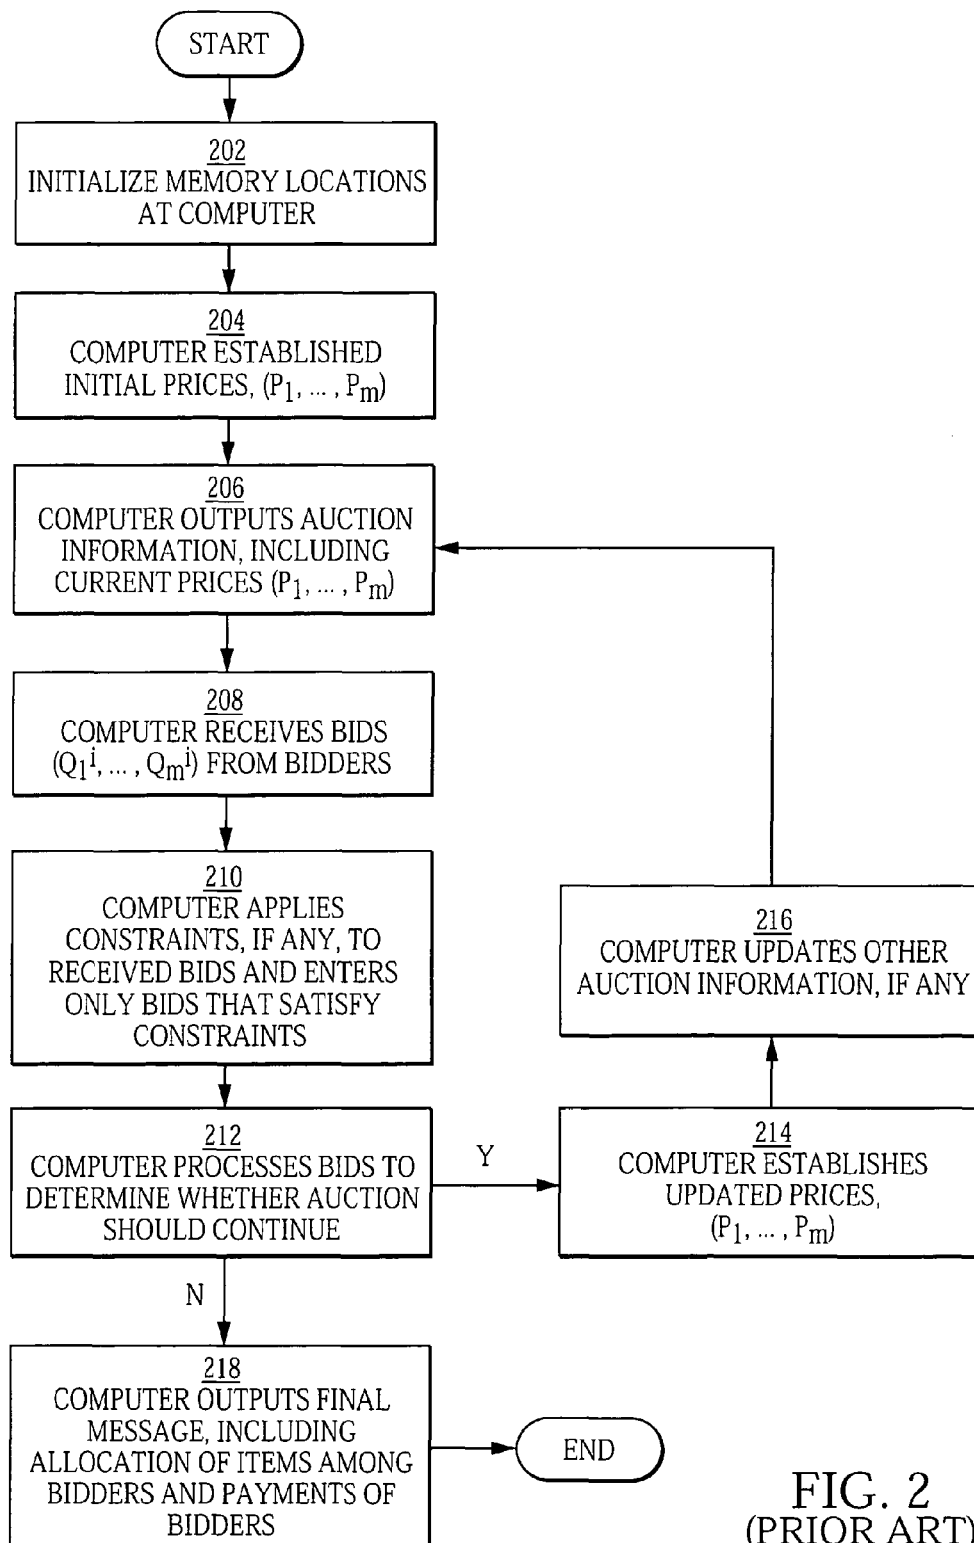 START
202
INITIALIZE MEMORY LOCATIONS
AT COMPUTER
204
COMPUTER ESTABLISHED
INITIAL PRICES, (P1, ... , Pm)
206
COMPUTER OUTPUTS AUCTION
INFORMATION, INCLUDING
CURRENT PRICES (P1, ... , Pm)
208
COMPUTER RECEIVES BIDS
(Q1^i, ... , Qm^i) FROM BIDDERS
210
COMPUTER APPLIES
CONSTRAINTS, IF ANY, TO
RECEIVED BIDS AND ENTERS
ONLY BIDS THAT SATISFY
CONSTRAINTS
216
COMPUTER UPDATES OTHER
AUCTION INFORMATION, IF ANY
212
COMPUTER PROCESSES BIDS TO
DETERMINE WHETHER AUCTION
SHOULD CONTINUE
Y
214
COMPUTER ESTABLISHES
UPDATED PRICES,
(P1, ... , Pm)
N
218
COMPUTER OUTPUTS FINAL
MESSAGE, INCLUDING
ALLOCATION OF ITEMS AMONG
BIDDERS AND PAYMENTS OF
BIDDERS
END
FIG. 2
(PRIOR ART)